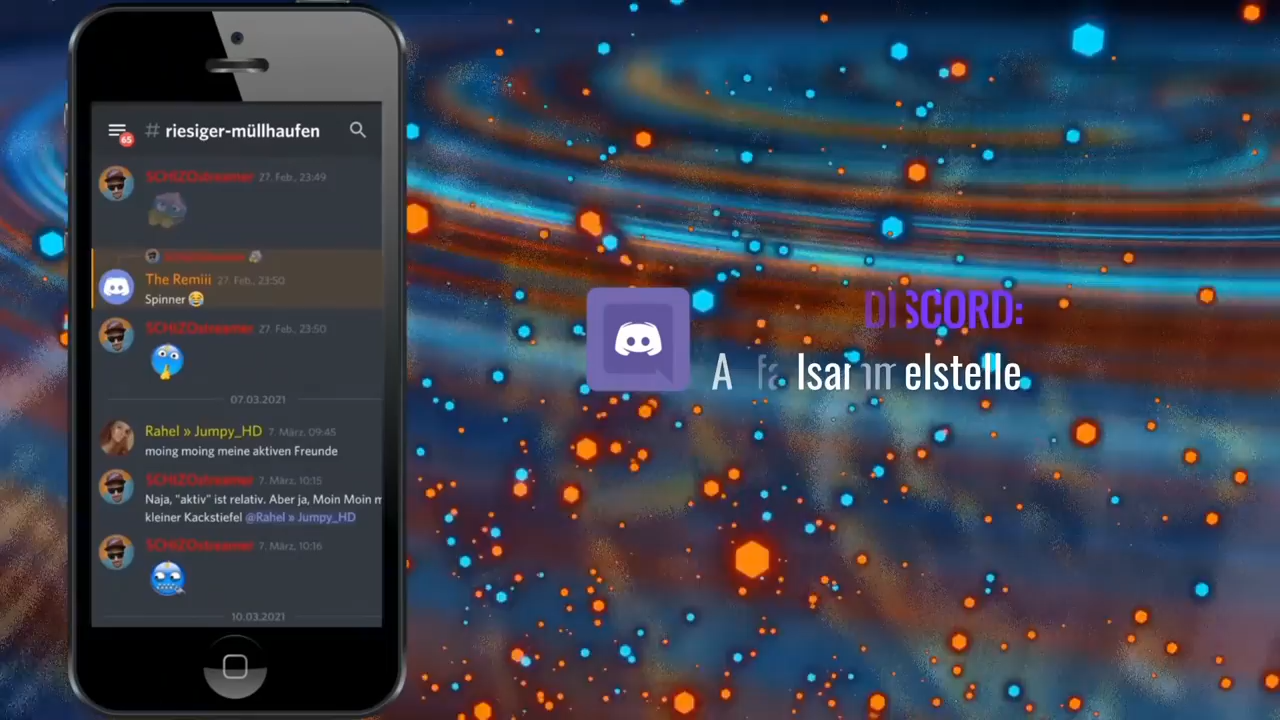 # riesiger-müllhaufen
65
SCHIZOstreamer 27. Feb., 23:49
The Remiii 27. Feb., 23:50
Spinner 😂
SCHIZOstreamer 27. Feb., 23:50
07.03.2021
Rahel » Jumpy_HD 7. März, 09:45
moing moing meine aktiven Freunde
SCHIZOstreamer 7. März, 10:15
Naja, "aktiv" ist relativ. Aber ja, Moin Moin m
kleiner Kackstiefel @Rahel » Jumpy_HD
SCHIZOstreamer 7. März, 10:16
10.03.2021
DISCORD: